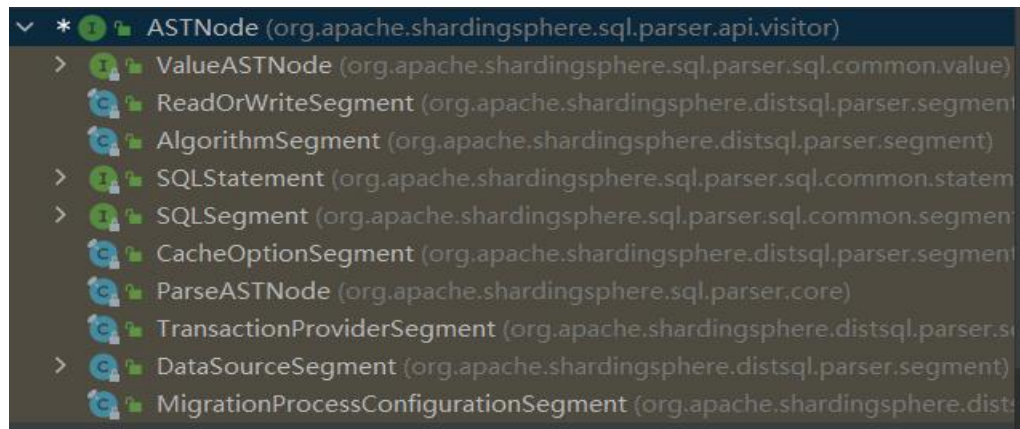 * I ASTNode (org.apache.shardingsphere.sql.parser.api.visitor)
I ValueASTNode (org.apache.shardingsphere.sql.parser.sql.common.value)
C ReadOrWriteSegment (org.apache.shardingsphere.distsql.parser.segment
C AlgorithmSegment (org.apache.shardingsphere.distsql.parser.segment)
I SQLStatement (org.apache.shardingsphere.sql.parser.sql.common.statem
I SQLSegment (org.apache.shardingsphere.sql.parser.sql.common.segmen
C CacheOptionSegment (org.apache.shardingsphere.distsql.parser.segment
C ParseASTNode (org.apache.shardingsphere.sql.parser.core)
C TransactionProviderSegment (org.apache.shardingsphere.distsql.parser.se
C DataSourceSegment (org.apache.shardingsphere.distsql.parser.segment)
C MigrationProcessConfigurationSegment (org.apache.shardingsphere.dists